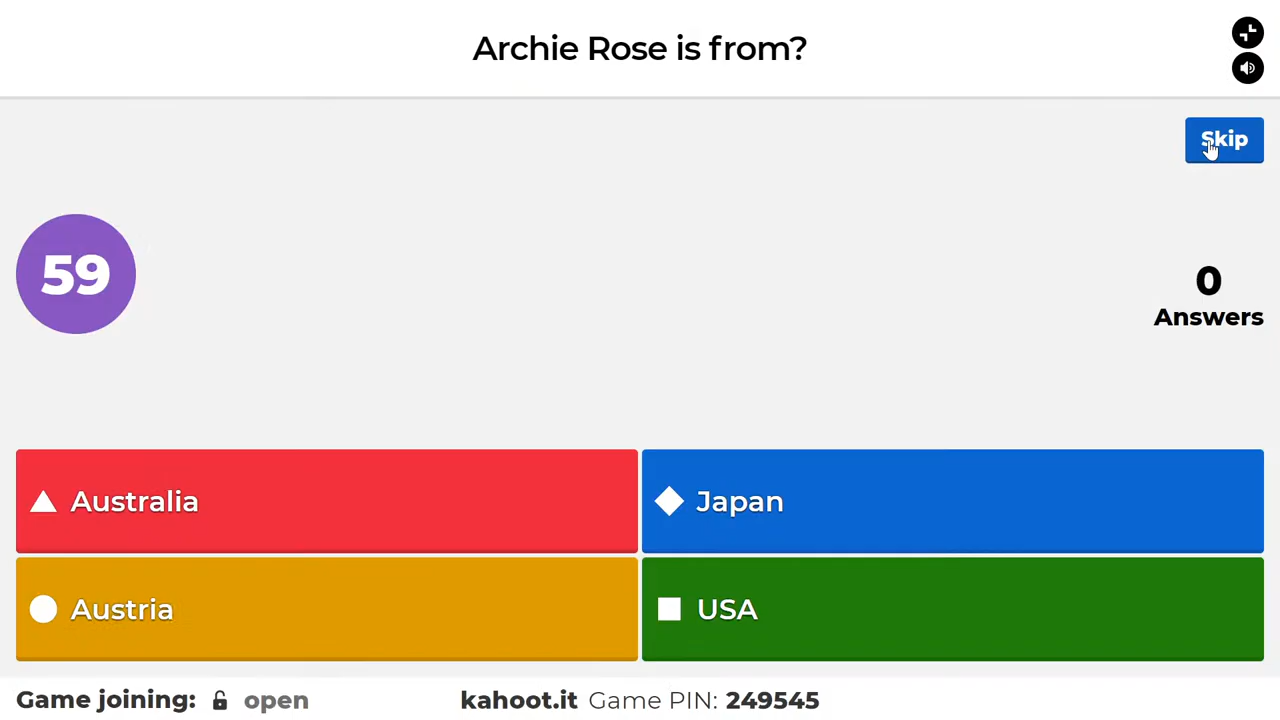 Archie Rose is from?
Skip
59
0
Answers
Australia
Japan
Austria
USA
Game joining: open
kahoot.it Game PIN: 249545